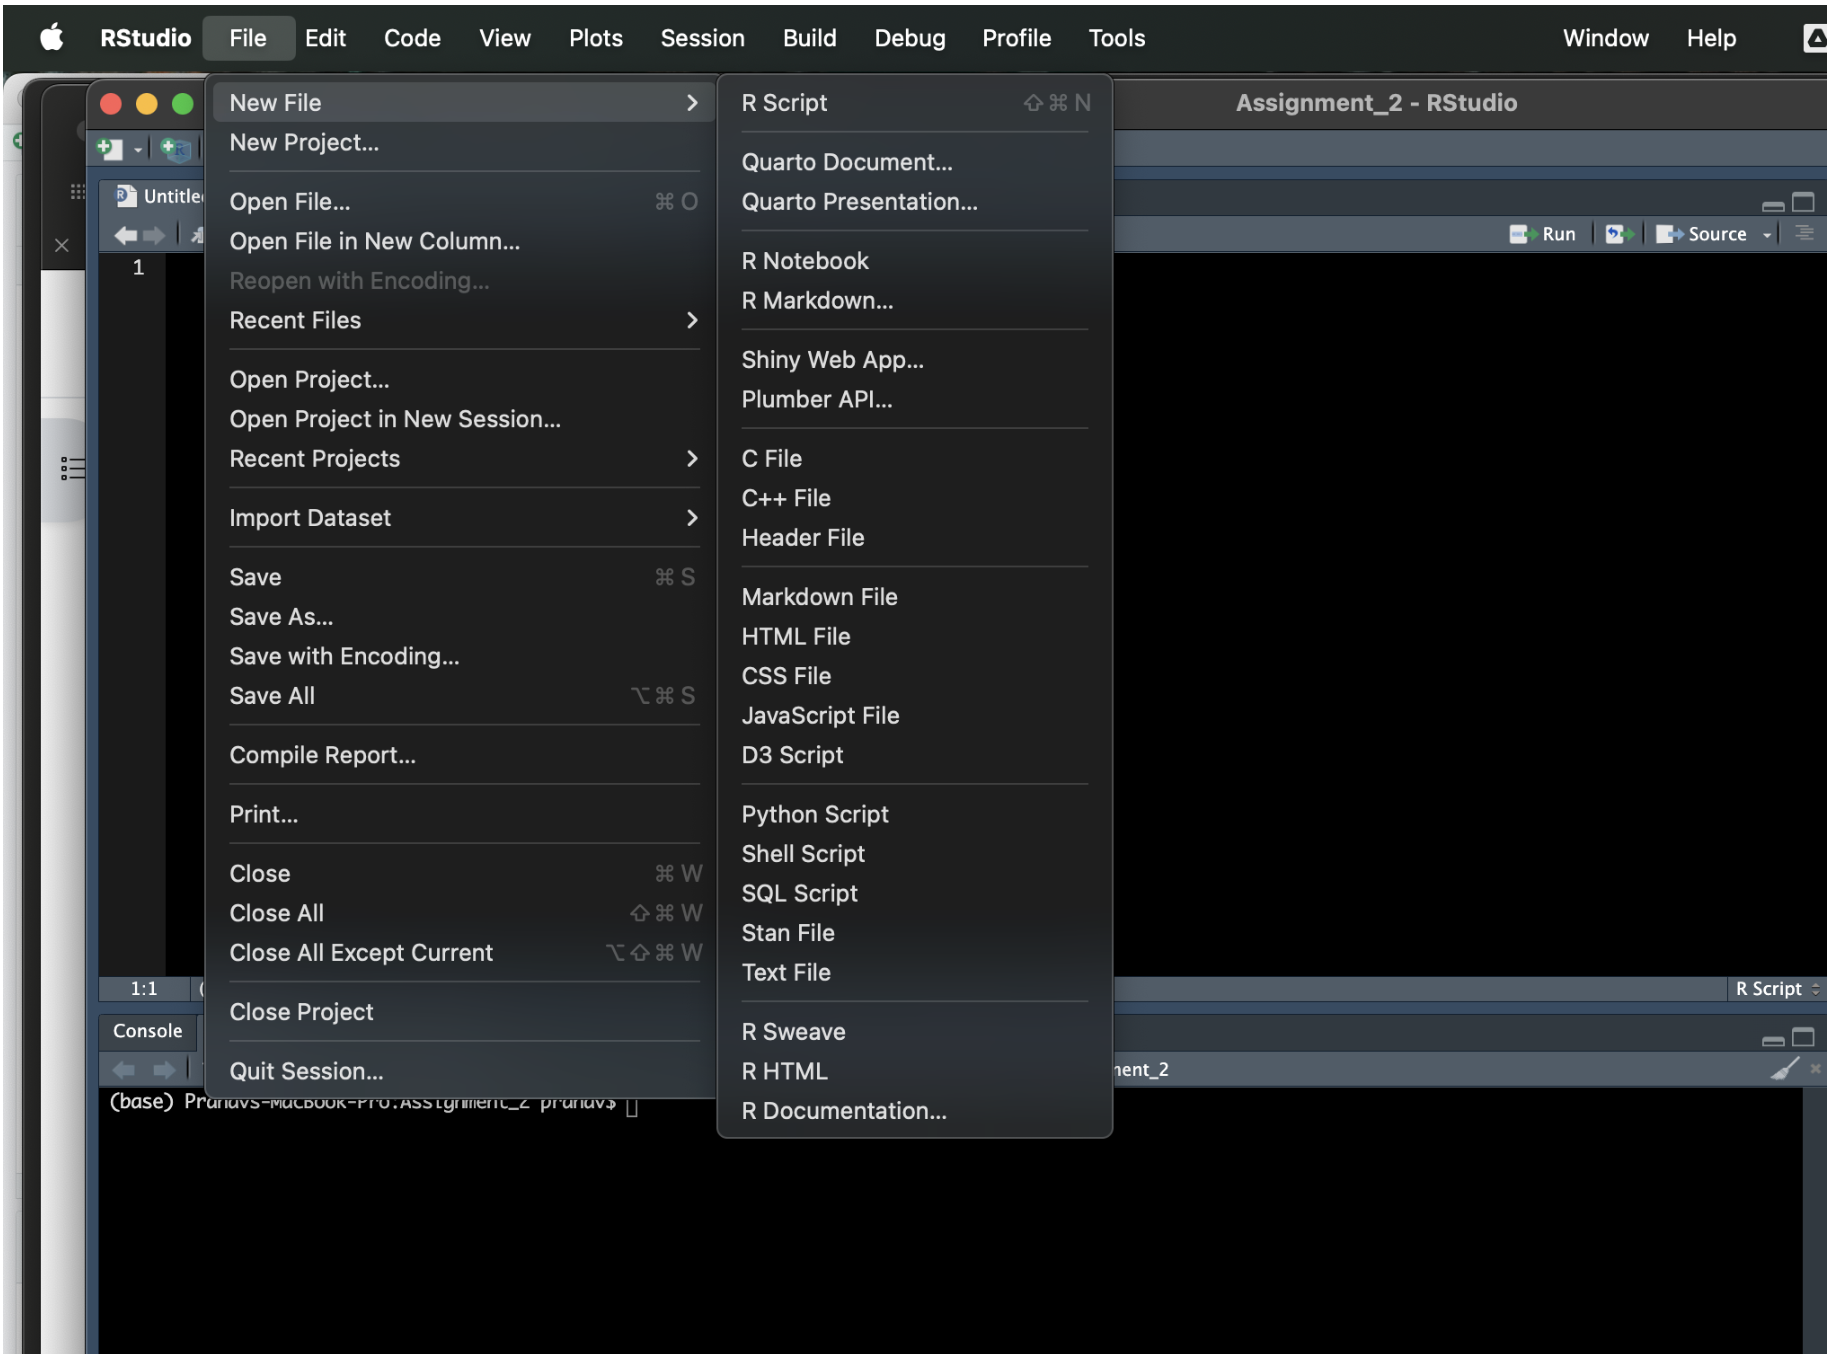 RStudio File Edit Code View Plots Session Build Debug Profile Tools Window Help
Assignment_2 - RStudio
New File
New Project...
Open File... ⌘ O
Open File in New Column...
Reopen with Encoding...
Recent Files
Open Project...
Open Project in New Session...
Recent Projects
Import Dataset
Save ⌘ S
Save As...
Save with Encoding...
Save All ⌥ ⌘ S
Compile Report...
Print...
Close ⌘ W
Close All ⇧ ⌘ W
Close All Except Current ⌥ ⇧ ⌘ W
Close Project
Quit Session...
R Script ⇧ ⌘ N
Quarto Document...
Quarto Presentation...
R Notebook
R Markdown...
Shiny Web App...
Plumber API...
C File
C++ File
Header File
Markdown File
HTML File
CSS File
JavaScript File
D3 Script
Python Script
Shell Script
SQL Script
Stan File
Text File
R Sweave
R HTML
R Documentation...
Run Source
1
1:1 R Script
Console
(base) Pranavs-MacBook-Pro:Assignment_2 pranav$